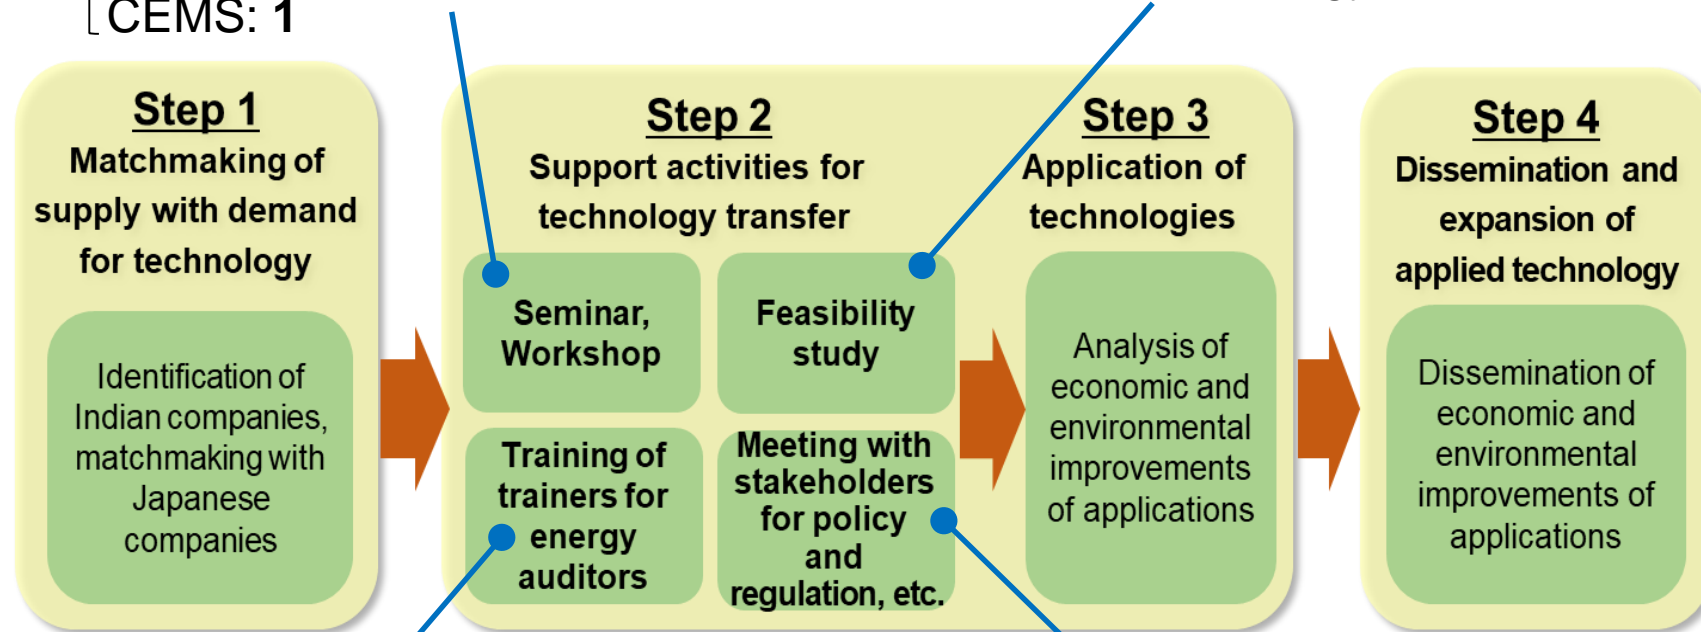 [CEMS: 1
Step 1
Matchmaking of
supply with demand
for technology
Identification of
Indian companies,
matchmaking with
Japanese
companies
Step 2
Support activities for
technology transfer
Seminar,
Workshop
Feasibility
study
Training of
trainers for
energy
auditors
Meeting with
stakeholders
for policy
and
regulation, etc.
Step 3
Application of
technologies
Analysis of
economic and
environmental
improvements
of applications
Step 4
Dissemination and
expansion of
applied technology
Dissemination of
economic and
environmental
improvements of
applications